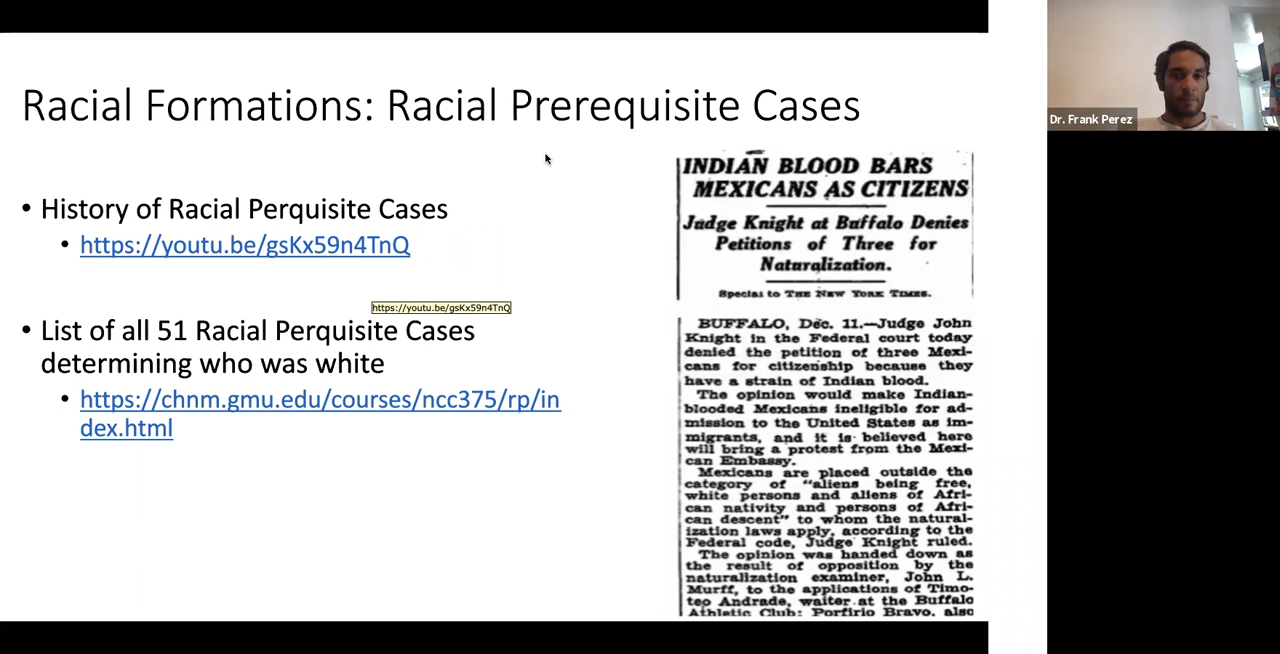 Racial Formations: Racial Prerequisite Cases
• History of Racial Perquisite Cases
• https://youtu.be/gsKx59n4TnQ
https://youtu.be/gsKx59n4TnQ
• List of all 51 Racial Perquisite Cases
determining who was white
• https://chnm.gmu.edu/courses/ncc375/rp/in
dex.html
INDIAN BLOOD BARS
MEXICANS AS CITIZENS
Judge Knight at Buffalo Denies
Petitions of Three for
Naturalization.
Special to THE NEW YORK TIMES.
BUFFALO, Dec. 11.—Judge John
Knight in the Federal court today
denied the petition of three Mexi-
cans for citizenship because they
have a strain of Indian blood.
The opinion would make Indian-
blooded Mexicans ineligible for ad-
mission to the United States as im-
migrants, and it is believed here
will bring a protest from the Mexi-
can Embassy.
Mexicans are placed outside the
category of "aliens being free,
white persons and aliens of Afri-
can nativity and persons of Afri-
can descent" to whom the natural-
ization laws apply, according to the
Federal code, Judge Knight ruled.
The opinion was handed down as
the result of opposition by the
naturalization examiner, John L.
Murff, to the applications of Timo-
teo Andrade, waiter at the Buffalo
Athletic Club; Porfirio Bravo, also
Dr. Frank Perez